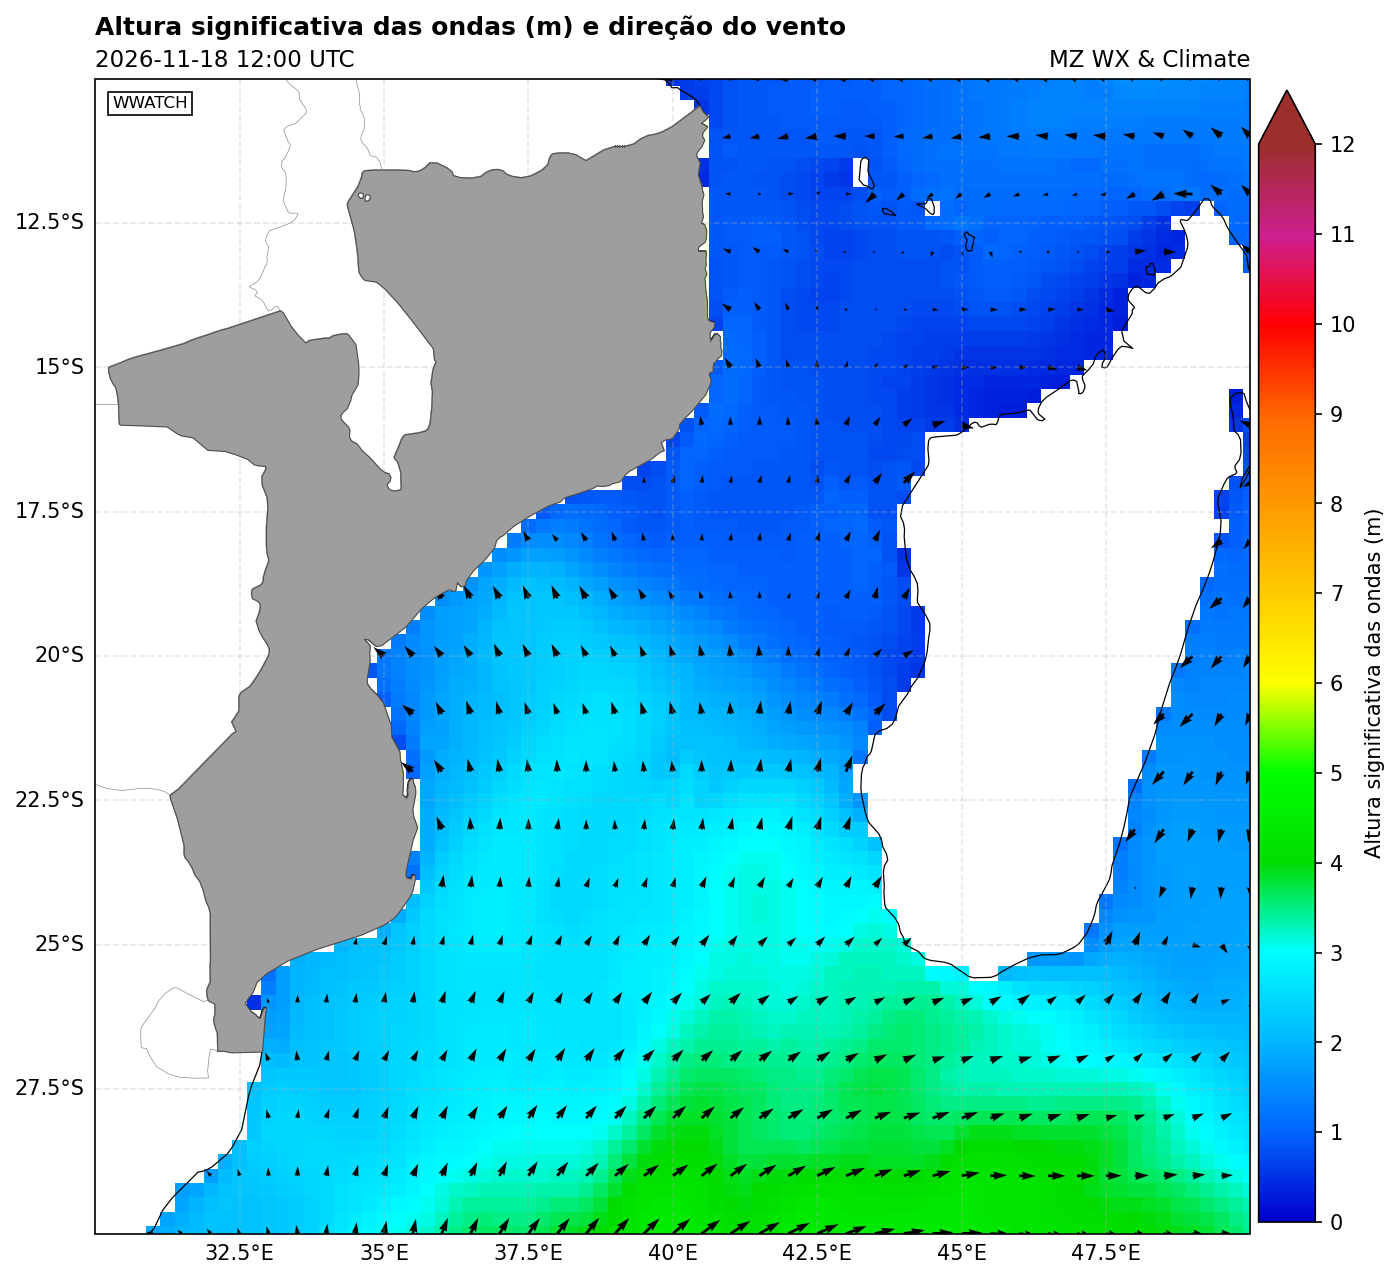 Altura significativa das ondas (m) e direção do vento
2026-11-18 12:00 UTC
MZ WX & Climate
WWATCH
12.5°S
15°S
17.5°S
20°S
22.5°S
25°S
27.5°S
32.5°E
35°E
37.5°E
40°E
42.5°E
45°E
47.5°E
12
11
10
9
8
7
6
5
4
3
2
1
0
Altura significativa das ondas (m)